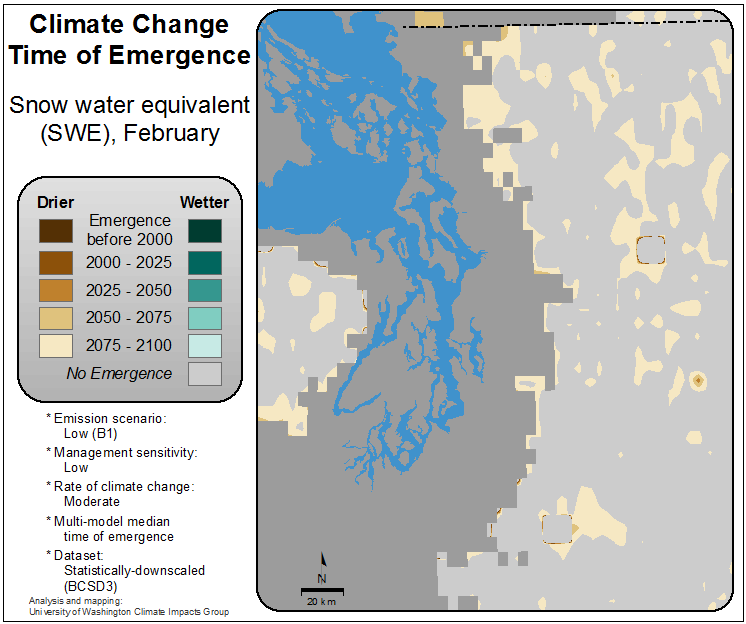 Climate Change
Time of Emergence
Snow water equivalent
(SWE), February
Drier Wetter
Emergence
before 2000
2000 - 2025
2025 - 2050
2050 - 2075
2075 - 2100
No Emergence
* Emission scenario:
Low (B1)
* Management sensitivity:
Low
* Rate of climate change:
Moderate
* Multi-model median
time of emergence
* Dataset:
Statistically-downscaled
(BCSD3)
Analysis and mapping:
University of Washington Climate Impacts Group
N
20 km